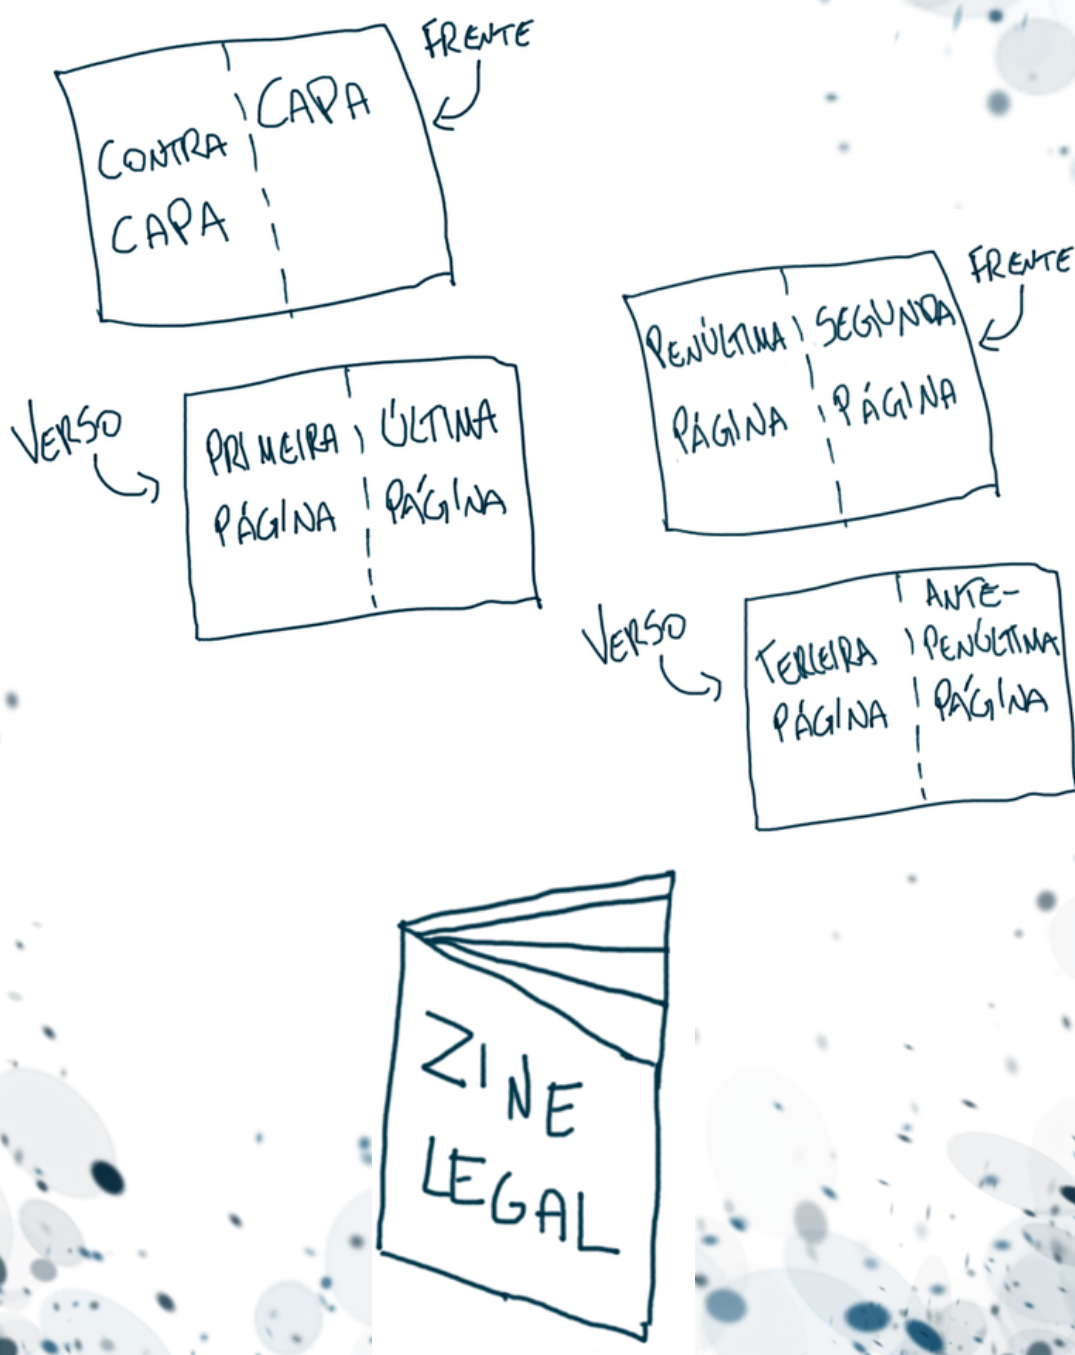 FRENTE
CONTRA
CAPA
CAPA
VERSO
PRIMEIRA
PÁGINA
ÚLTIMA
PÁGINA
FRENTE
PENÚLTIMA
PÁGINA
SEGUNDA
PÁGINA
VERSO
TERCEIRA
PÁGINA
ANTE-
PENÚLTIMA
PÁGINA
ZINE
LEGAL